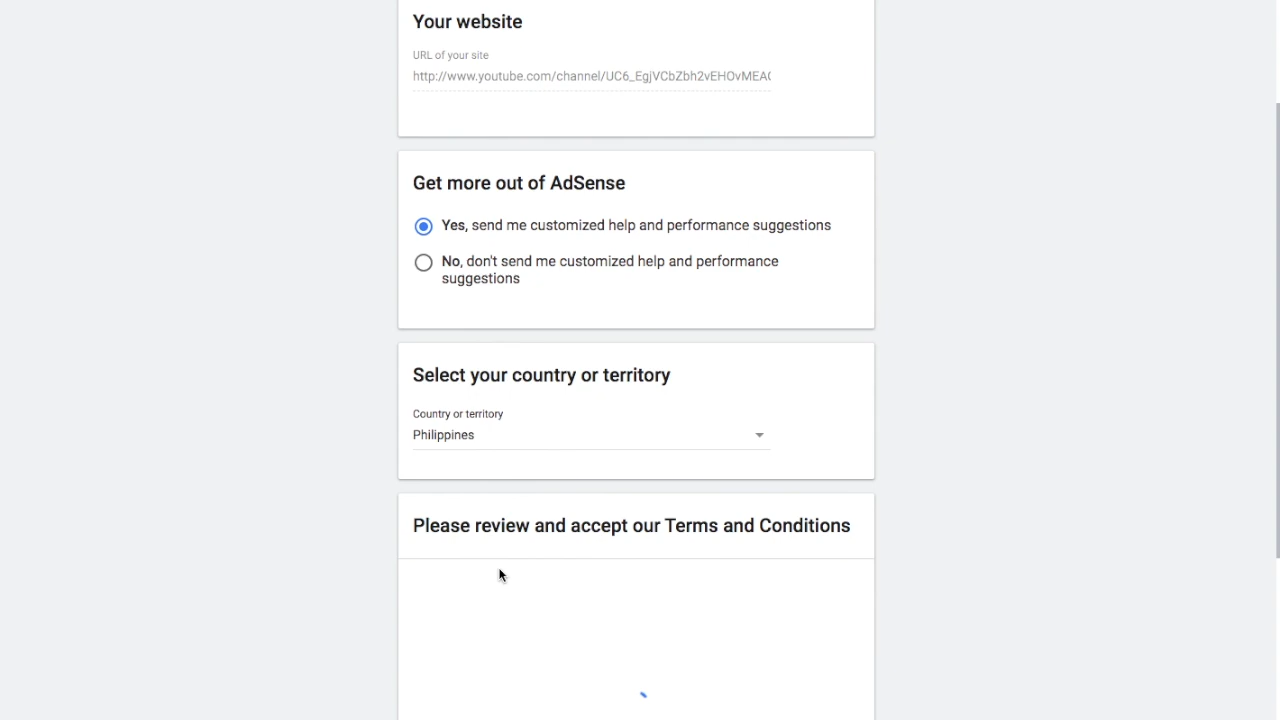 Your website
URL of your site
http://www.youtube.com/channel/UC6_EgjVCbZbh2vEHOvMEA
Get more out of AdSense
Yes, send me customized help and performance suggestions
No, don't send me customized help and performance
suggestions
Select your country or territory
Country or territory
Philippines
Please review and accept our Terms and Conditions